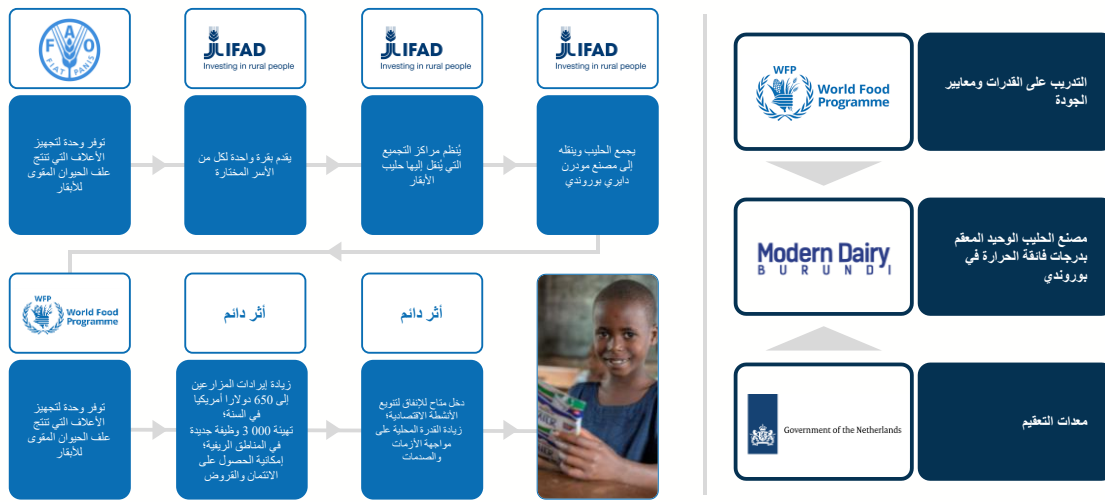 FAO
FIAT PANIS
توفر وحدة لتجهيز
الأعلاف التي تنتج
علف الحيوان المقوى
للأبقار
IFAD
Investing in rural people
يقدم بقرة واحدة لكل من
الأسر المختارة
IFAD
Investing in rural people
يُنظم مراكز التجميع
التي يُنقل إليها حليب
الأبقار
IFAD
Investing in rural people
يجمع الحليب وينقله
إلى مصنع مودرن
دايري بوروندي
WFP
World Food
Programme
توفر وحدة لتجهيز
الأعلاف التي تنتج
علف الحيوان المقوى
للأبقار
أثر دائم
زيادة إيرادات المزارعين
إلى 650 دولارا أمريكيا
في السنة؛
تهيئة 000 3 وظيفة جديدة
في المناطق الريفية؛
إمكانية الحصول على
الائتمان والقروض
أثر دائم
دخل متاح للإنفاق لتنويع
الأنشطة الاقتصادية؛
زيادة القدرة المحلية على
مواجهة الأزمات
والصدمات
WFP
World Food
Programme
التدريب على القدرات ومعايير
الجودة
Modern Dairy
BURUNDI
مصنع الحليب الوحيد المعقم
بدرجات فائقة الحرارة في
بوروندي
Government of the Netherlands
معدات التعقيم